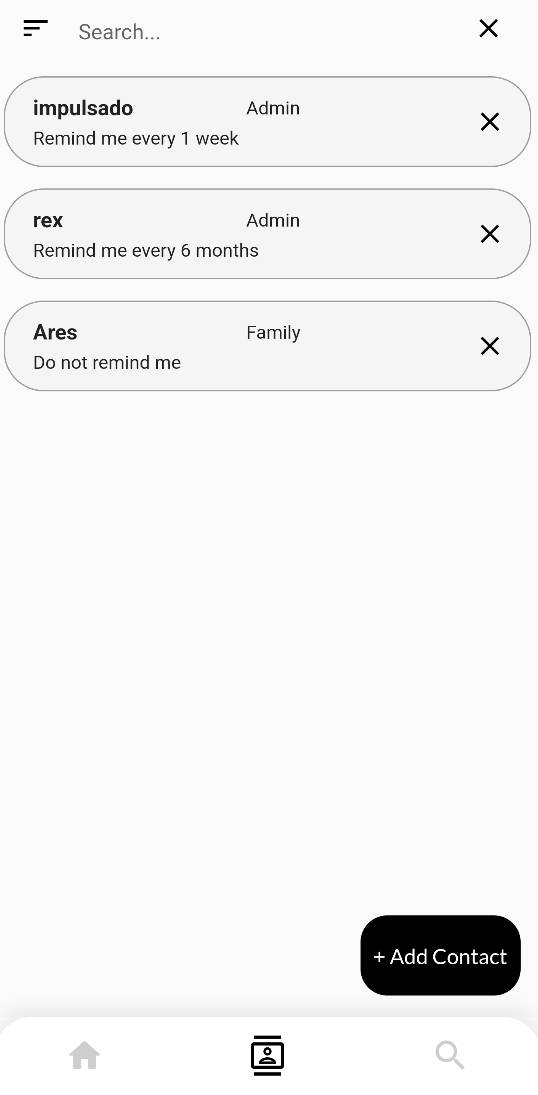 Search...
impulsado Admin
Remind me every 1 week
rex Admin
Remind me every 6 months
Ares Family
Do not remind me
+ Add Contact